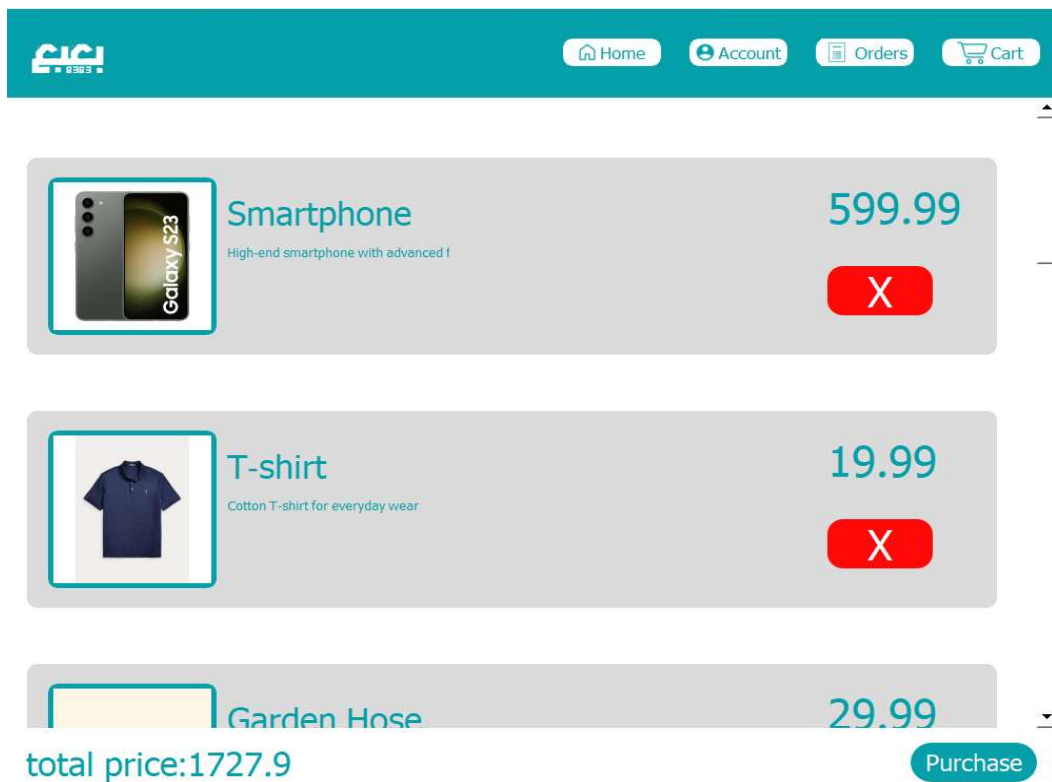 Home
Account
Orders
Cart
Smartphone
599.99
High-end smartphone with advanced f
Galaxy S23
X
T-shirt
19.99
Cotton T-shirt for everyday wear
X
Garden Hose
29.99
total price:1727.9
Purchase